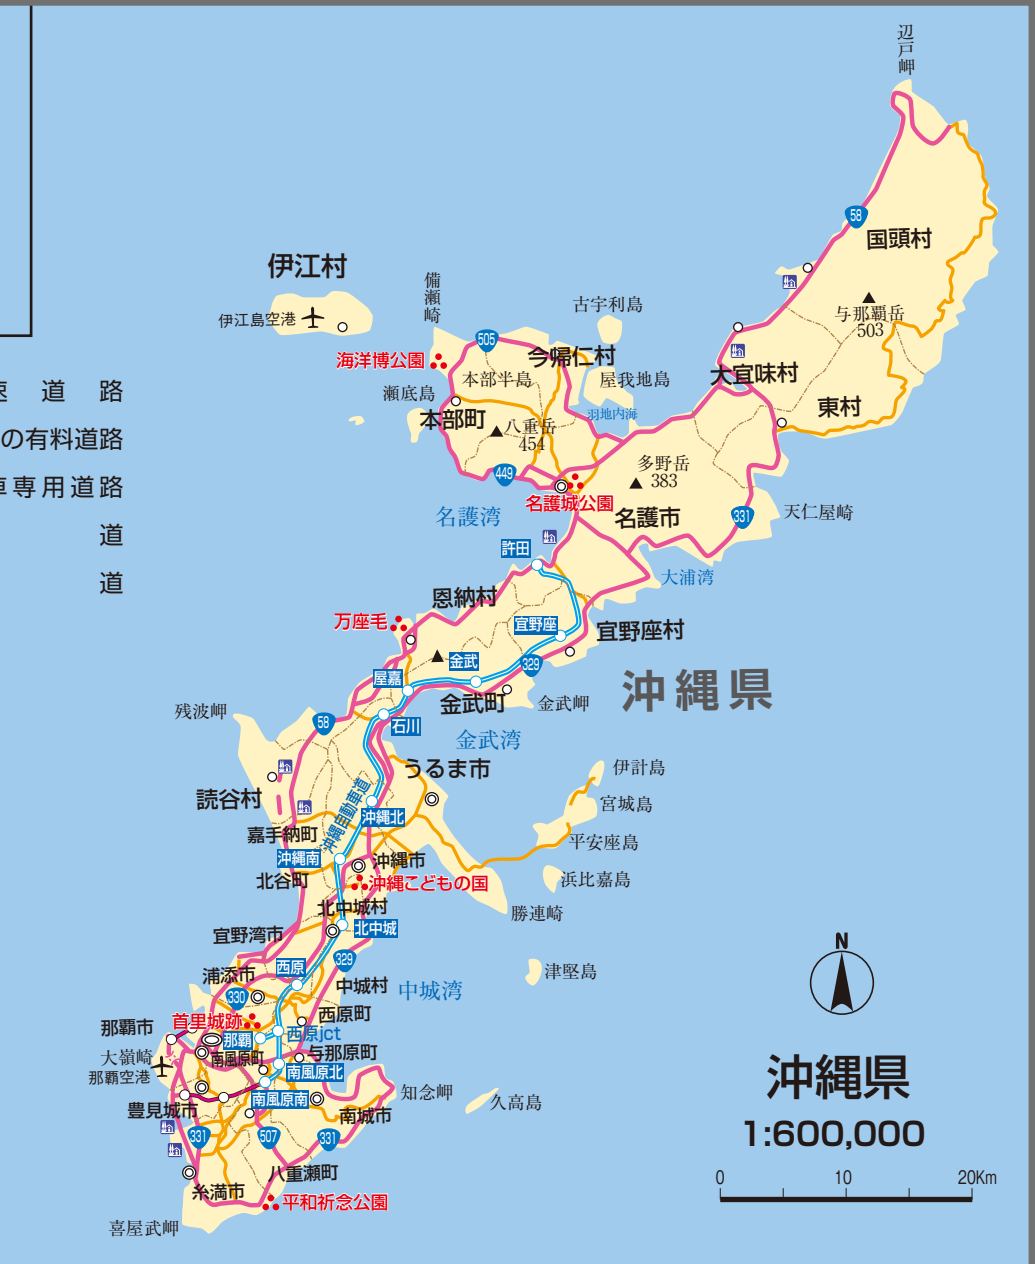 辺戸岬
58
国頭村
伊江村
備瀬崎
古宇利島
与那覇岳
503
伊江島空港
505
今帰仁村
海洋博公園
本部半島
屋我地島
大宜味村
瀬底島
羽地内海
東村
本部町
八重岳
454
速道路
の有料道路
多野岳
383
449
車専用道路
名護城公園
名護湾
名護市
331
天仁屋崎
道
許田
大浦湾
道
恩納村
万座毛
宜野座
宜野座村
金武
329
屋嘉
金武町
金武岬
沖縄県
残波岬
58
石川
金武湾
うるま市
伊計島
読谷村
沖縄自動車道
宮城島
沖縄北
嘉手納町
平安座島
沖縄南
沖縄市
北谷町
沖縄こどもの国
浜比嘉島
北中城村
勝連崎
宜野湾市
北中城
N
329
西原
浦添市
津堅島
中城村
中城湾
330
西原町
首里城跡
那覇市
那覇
西原jct
大嶺崎
南風原町
与那原町
那覇空港
南風原北
沖縄県
知念岬
南風原南
久高島
豊見城市
南城市
1:600,000
331
507
331
八重瀬町
0
10
20Km
糸満市
平和祈念公園
喜屋武岬